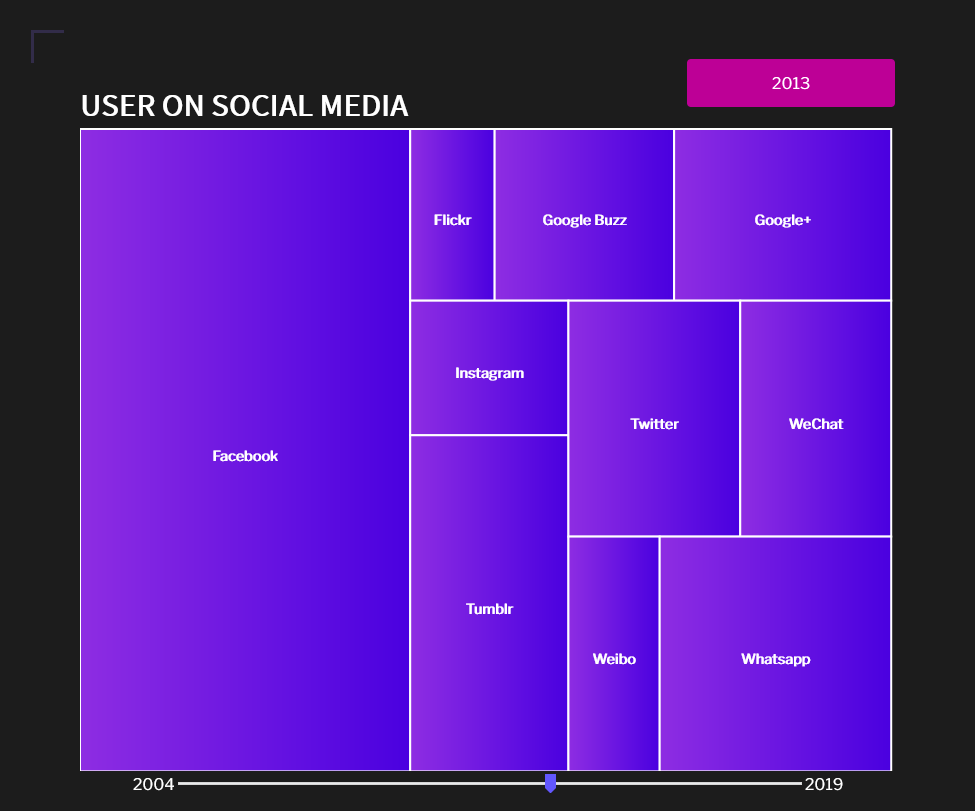 2013
USER ON SOCIAL MEDIA
Flickr
Google Buzz
Google+
Instagram
Twitter
WeChat
Facebook
Tumblr
Weibo
Whatsapp
2004
2019